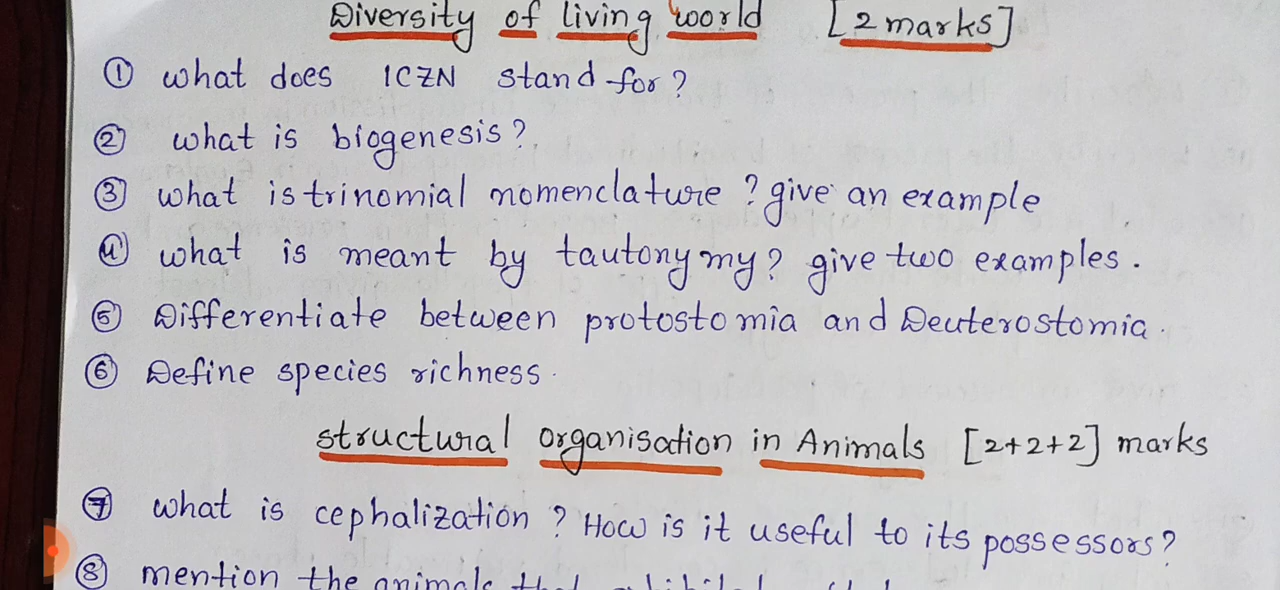 Diversity of living world [2 marks]
① what does ICZN stand for?
② what is biogenesis?
③ what is trinomial nomenclature? give an example
④ what is meant by tautonymy? give two examples.
⑤ Differentiate between protostomia and Deuterostomia.
⑥ Define species richness.
structural organisation in Animals [2+2+2] marks
⑦ what is cephalization? How is it useful to its possessors?
⑧ mention the animals that